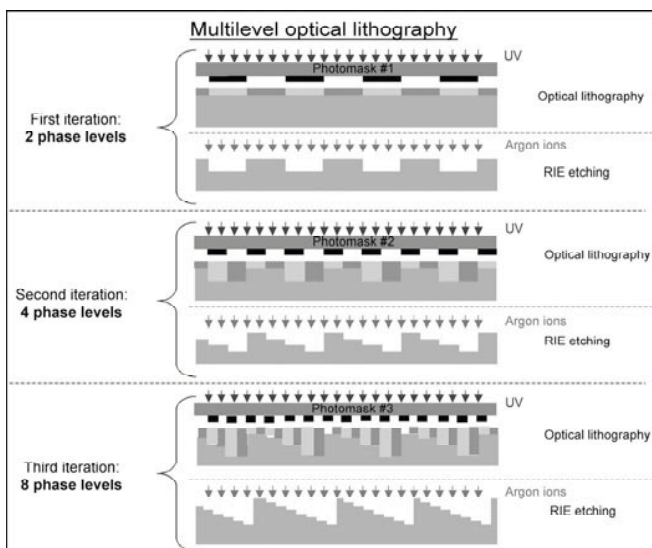 Multilevel optical lithography
UV
Photomask #1
Optical lithography
First iteration:
2 phase levels
Argon ions
RIE etching
UV
Photomask #2
Optical lithography
Second iteration:
4 phase levels
Argon ions
RIE etching
UV
Photomask #3
Optical lithography
Third iteration:
8 phase levels
Argon ions
RIE etching